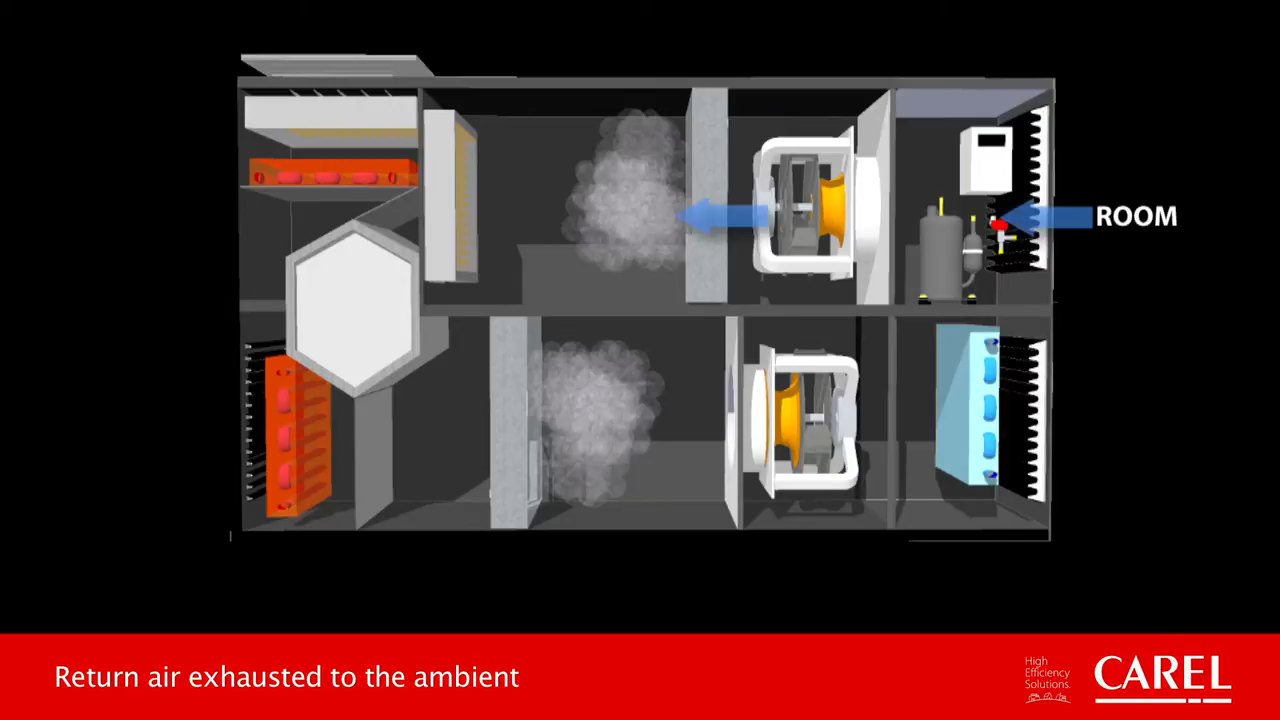 ROOM
Return air exhausted to the ambient
High
Efficiency
Solutions.
CAREL